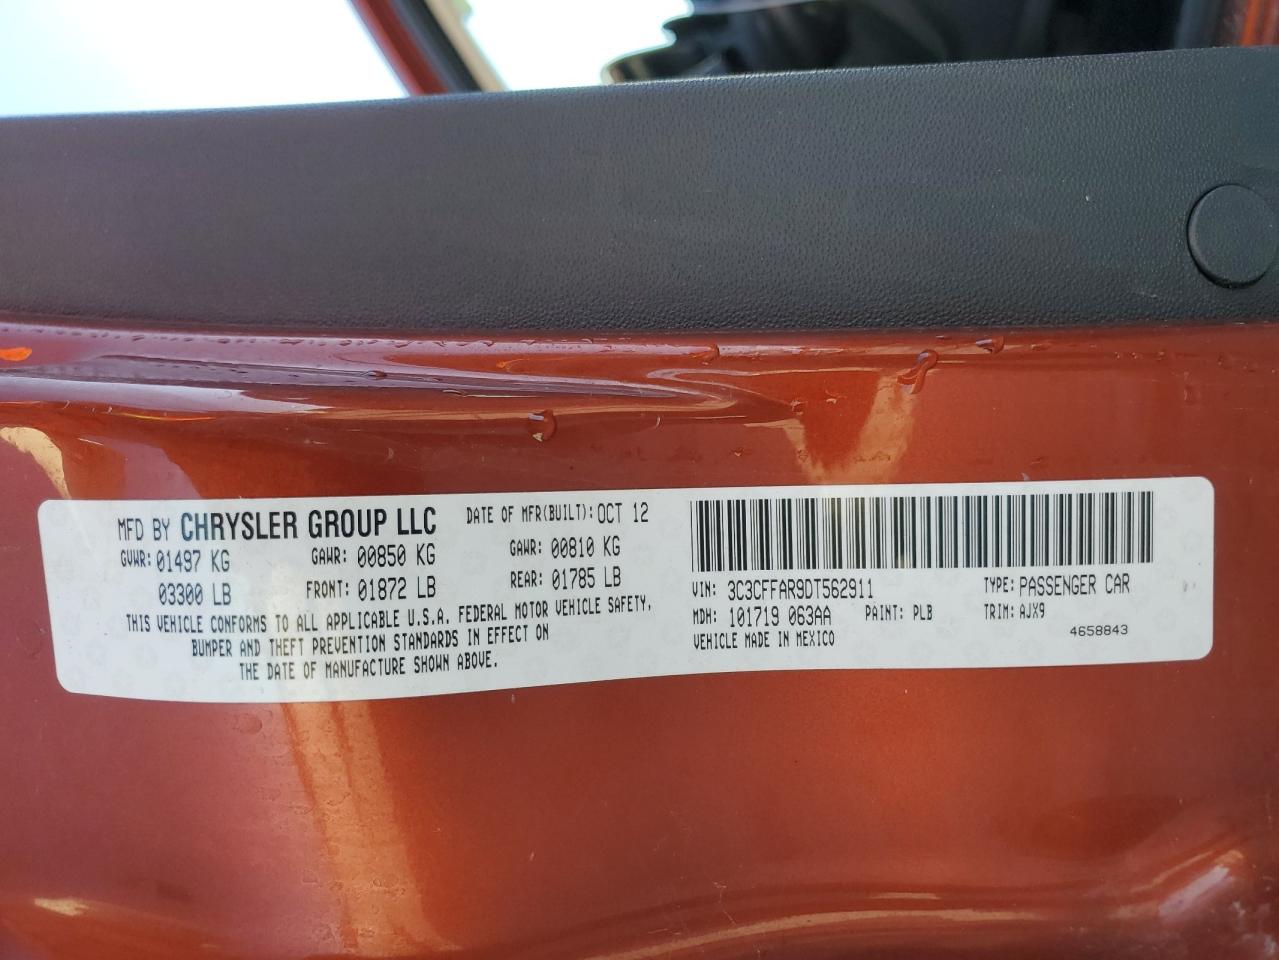 MFD BY CHRYSLER GROUP LLC DATE OF MFR(BUILT): OCT 12
GVWR: 01497 KG GAWR: 00850 KG GAWR: 00810 KG
03300 LB FRONT: 01872 LB REAR: 01785 LB
THIS VEHICLE CONFORMS TO ALL APPLICABLE U.S.A. FEDERAL MOTOR VEHICLE SAFETY,
BUMPER AND THEFT PREVENTION STANDARDS IN EFFECT ON
THE DATE OF MANUFACTURE SHOWN ABOVE.
VIN: 3C3CFFAR9DT562911 TYPE: PASSENGER CAR
MDH: 101719 063AA PAINT: PLB TRIM: AJX9
VEHICLE MADE IN MEXICO 4658843